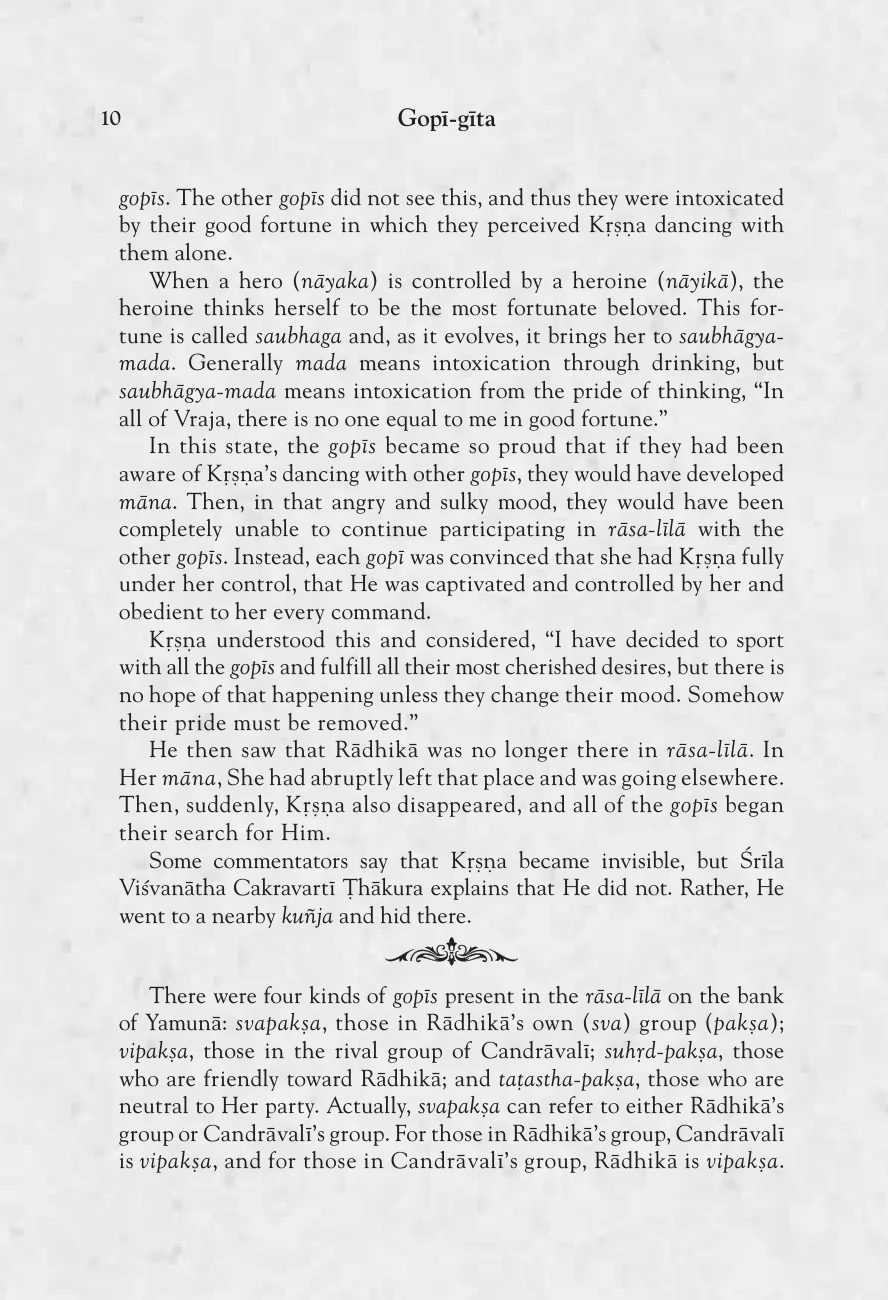 10
Gopī-gīta
gopīs. The other gopīs did not see this, and thus they were intoxicated
by their good fortune in which they perceived Kṛṣṇa dancing with
them alone.
When a hero (nāyaka) is controlled by a heroine (nāyikā), the
heroine thinks herself to be the most fortunate beloved. This for-
tune is called saubhaga and, as it evolves, it brings her to saubhāgya-
mada. Generally mada means intoxication through drinking, but
saubhāgya-mada means intoxication from the pride of thinking, “In
all of Vraja, there is no one equal to me in good fortune.”
In this state, the gopīs became so proud that if they had been
aware of Kṛṣṇa’s dancing with other gopīs, they would have developed
māna. Then, in that angry and sulky mood, they would have been
completely unable to continue participating in rāsa-līlā with the
other gopīs. Instead, each gopī was convinced that she had Kṛṣṇa fully
under her control, that He was captivated and controlled by her and
obedient to her every command.
Kṛṣṇa understood this and considered, “I have decided to sport
with all the gopīs and fulfill all their most cherished desires, but there is
no hope of that happening unless they change their mood. Somehow
their pride must be removed.”
He then saw that Rādhikā was no longer there in rāsa-līlā. In
Her māna, She had abruptly left that place and was going elsewhere.
Then, suddenly, Kṛṣṇa also disappeared, and all of the gopīs began
their search for Him.
Some commentators say that Kṛṣṇa became invisible, but Śrīla
Viśvanātha Cakravartī Ṭhākura explains that He did not. Rather, He
went to a nearby kuñja and hid there.
There were four kinds of gopīs present in the rāsa-līlā on the bank
of Yamunā: svapakṣa, those in Rādhikā’s own (sva) group (pakṣa);
vipakṣa, those in the rival group of Candrāvalī; suhṛd-pakṣa, those
who are friendly toward Rādhikā; and taṭastha-pakṣa, those who are
neutral to Her party. Actually, svapakṣa can refer to either Rādhikā’s
group or Candrāvalī’s group. For those in Rādhikā’s group, Candrāvalī
is vipakṣa, and for those in Candrāvalī’s group, Rādhikā is vipakṣa.